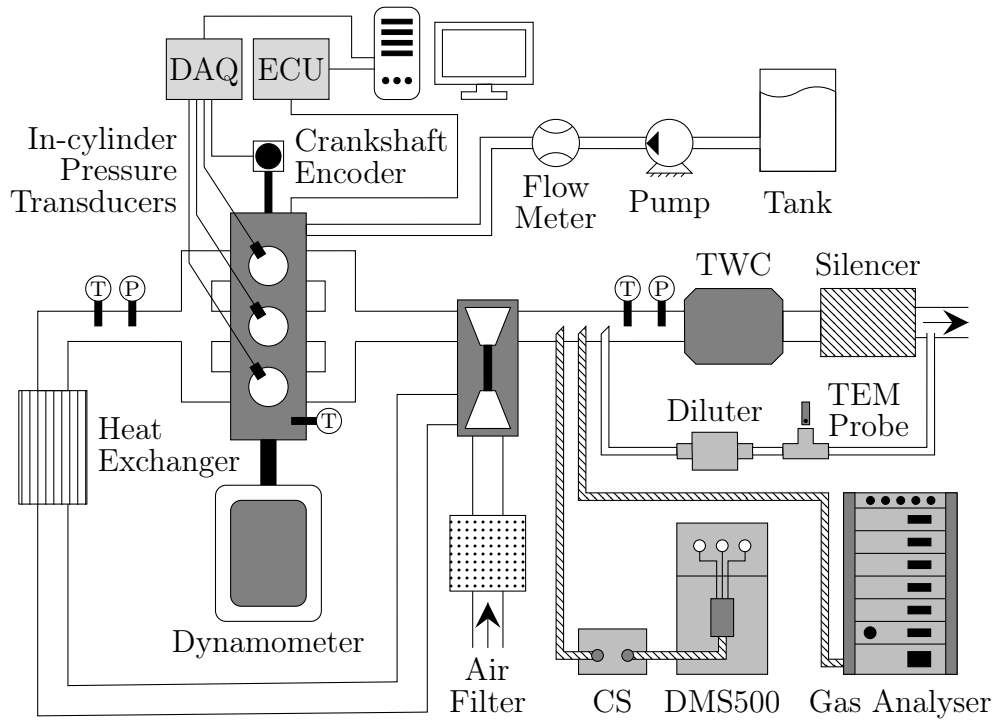 DAQ
ECU
In-cylinder
Pressure
Transducers
Crankshaft
Encoder
Flow
Meter
Pump
Tank
T
P
T
P
TWC
Silencer
T
Heat
Exchanger
Diluter
TEM
Probe
Dynamometer
Air
Filter
CS
DMS500
Gas Analyser